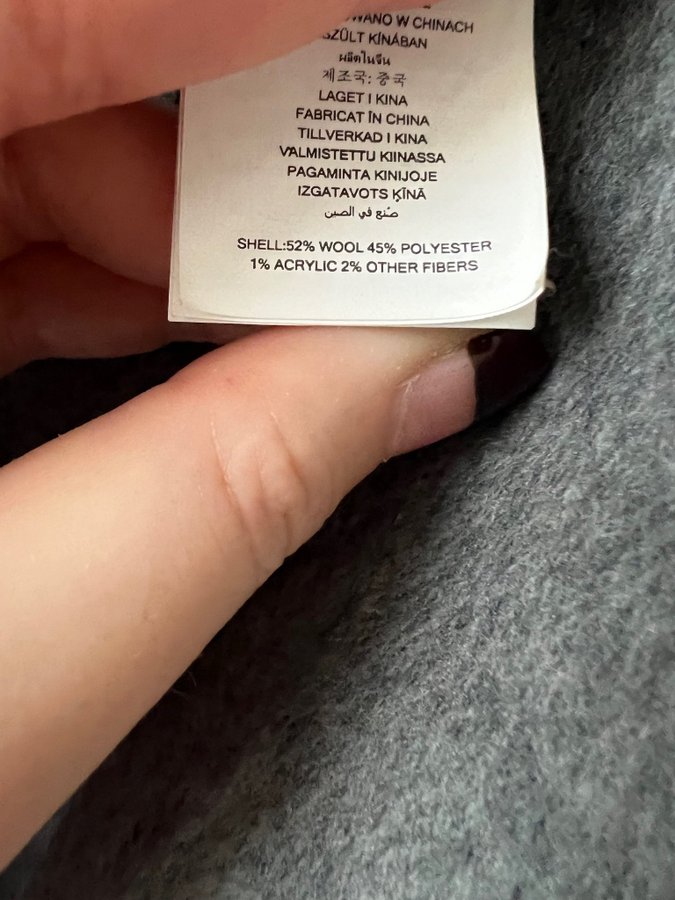 W CHINACH
KÍNÁBAN
ผลิตในจีน
제조국: 중국
LAGET I KINA
FABRICAT ÎN CHINA
TILLVERKAD I KINA
VALMISTETTU KIINASSA
PAGAMINTA KINIJOJE
IZGATAVOTS ĶĪNĀ
صنع في الصين
SHELL:52% WOOL 45% POLYESTER
1% ACRYLIC 2% OTHER FIBERS